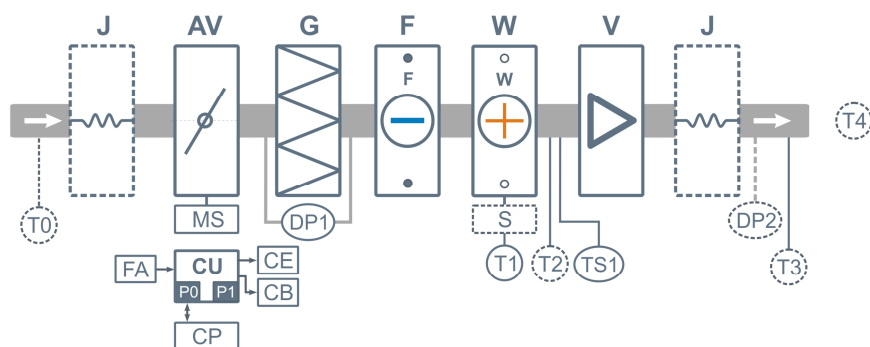 J AV G F W V J
F W
T4
T0 MS DP1 S DP2
T1 T2 TS1 T3
FA CU CE
P0 P1 CB
CP